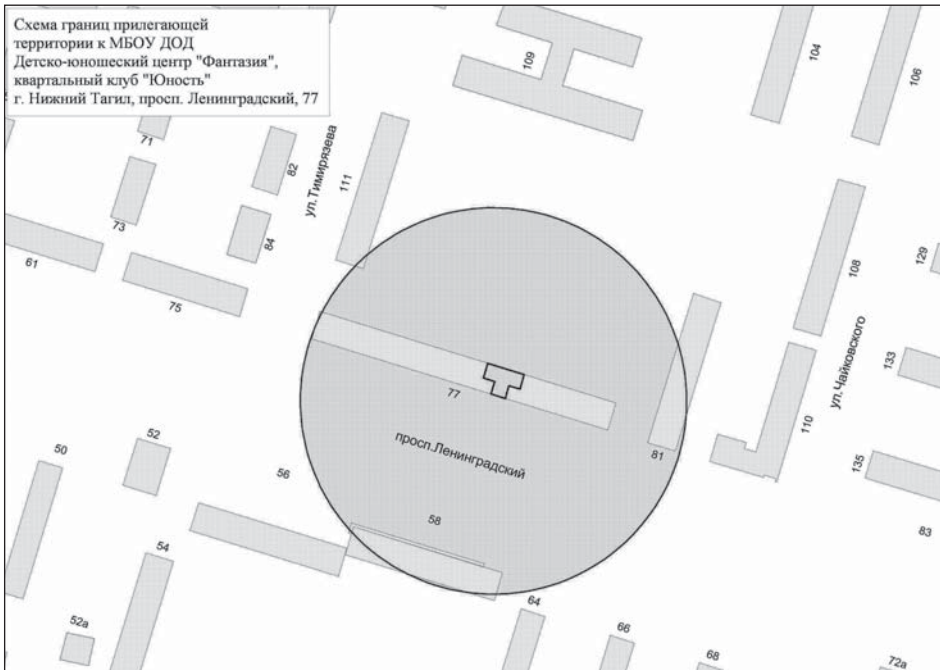 Схема границ прилегающей
территории к МБОУ ДОД
Детско-юношеский центр "Фантазия",
квартальный клуб "Юность"
г. Нижний Тагил, просп. Ленинградский, 77
109
104
106
71
82
ул.Тимирязева
111
73
84
61
75
108
129
ул.Чайковского
133
77
просп.Ленинградский
81
110
135
50
52
56
58
83
54
52а
64
66
68
72а